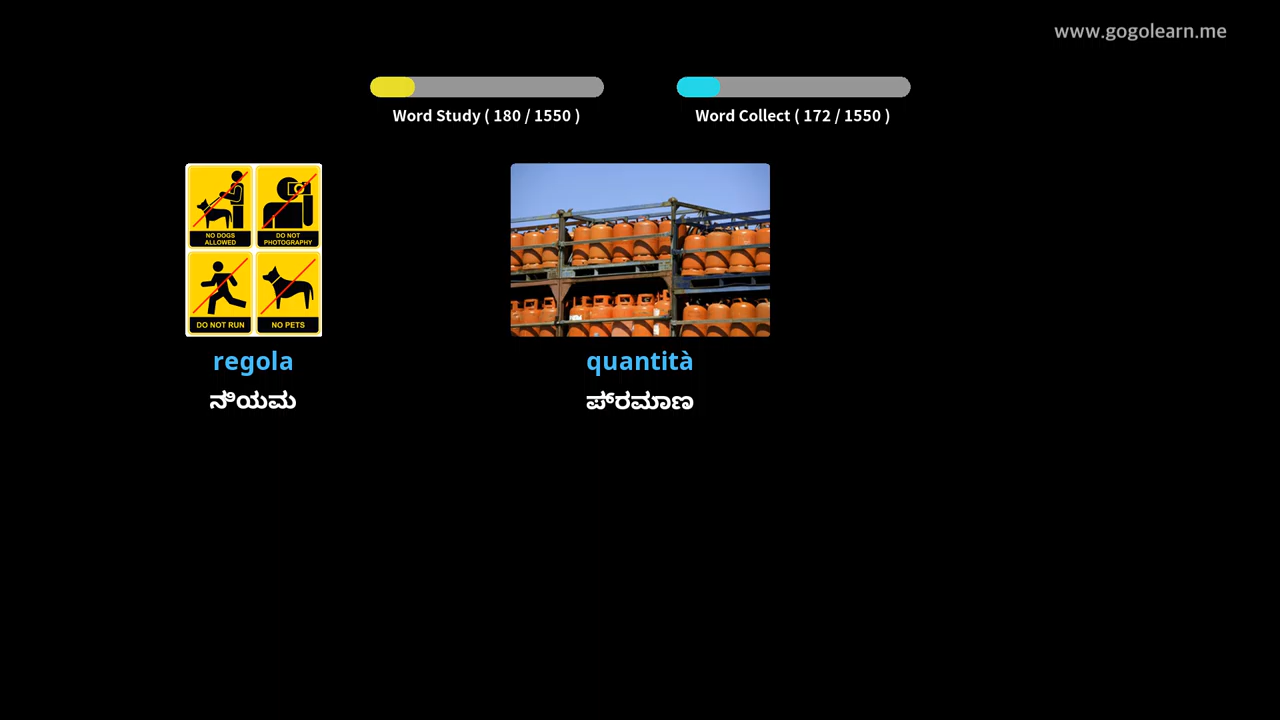 www.gogolearn.me
Word Study ( 180 / 1550 )
Word Collect ( 172 / 1550 )
NO DOGS
ALLOWED
DO NOT
PHOTOGRAPHY
DO NOT RUN
NO PETS
regola
quantità
ನಿಯಮ
ಪ್ರಮಾಣ